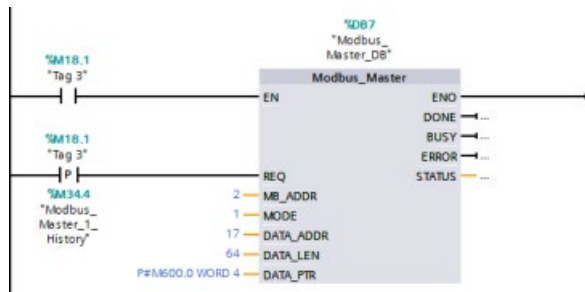 %DB7
"Modbus_
Master_DB"
%M18.1
"Tag 3"
Modbus_Master
EN
ENO
DONE
...
BUSY
...
ERROR
...
STATUS
...
%M18.1
"Tag 3"
P
%M34.4
"Modbus_
Master_1_
History"
REQ
2
MB_ADDR
1
MODE
17
DATA_ADDR
64
DATA_LEN
P#M600.0 WORD 4
DATA_PTR